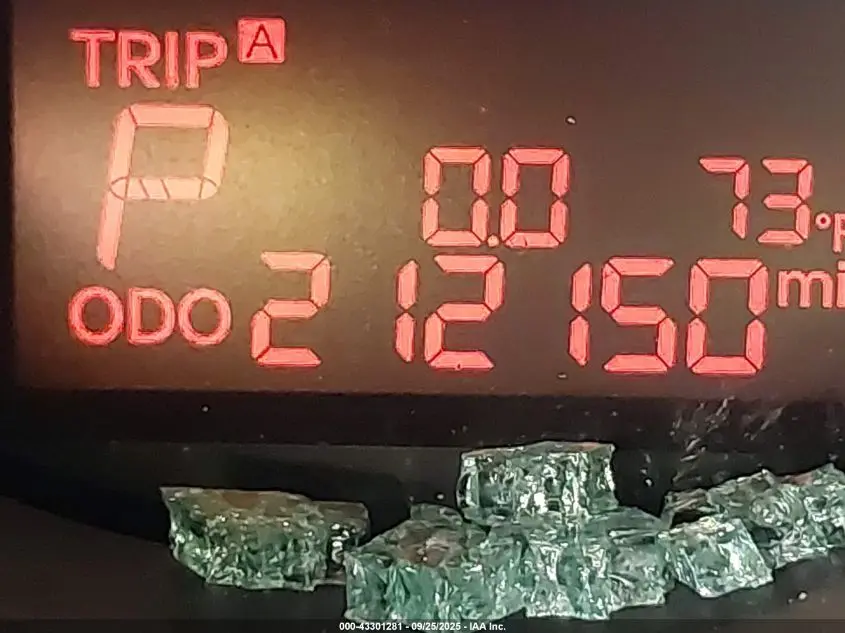 TRIP A
P 0.0 73 °F
ODO 212150 mi
000-43301281 - 09/25/2025 - IAA Inc.